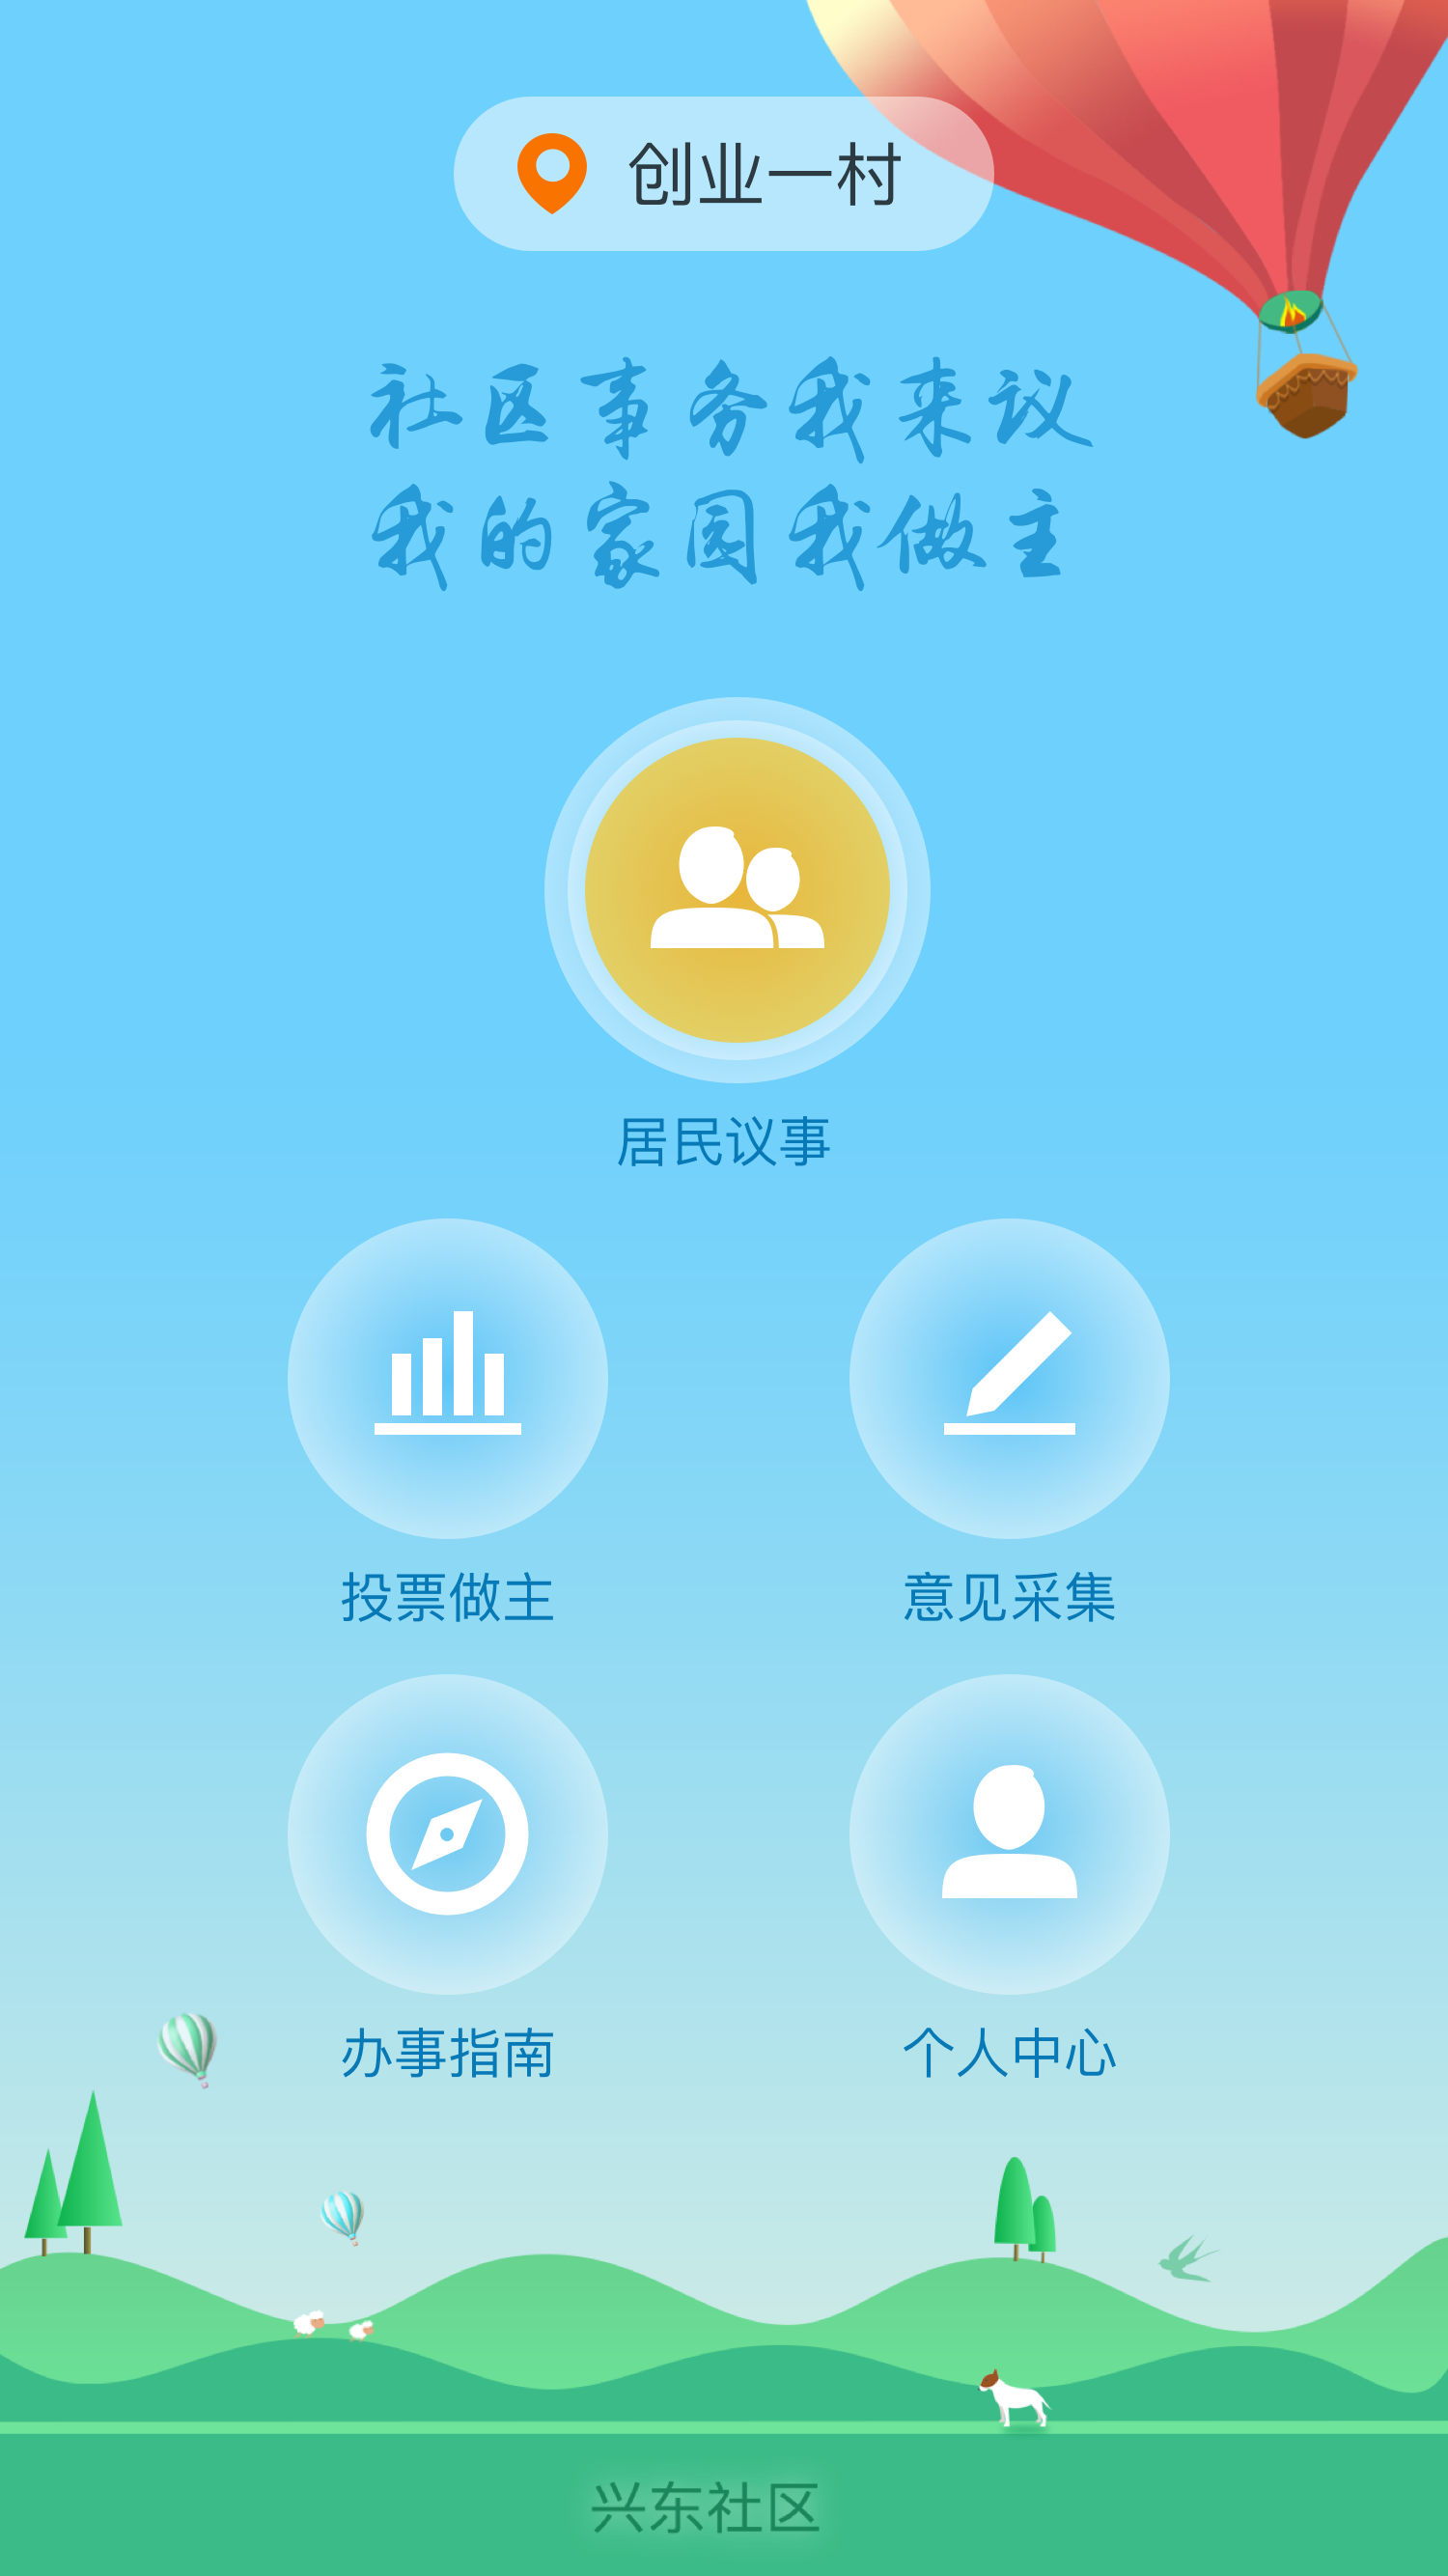 创业一村
社区事务我来议
我的家园我做主
居民议事
投票做主
意见采集
办事指南
个人中心
兴东社区